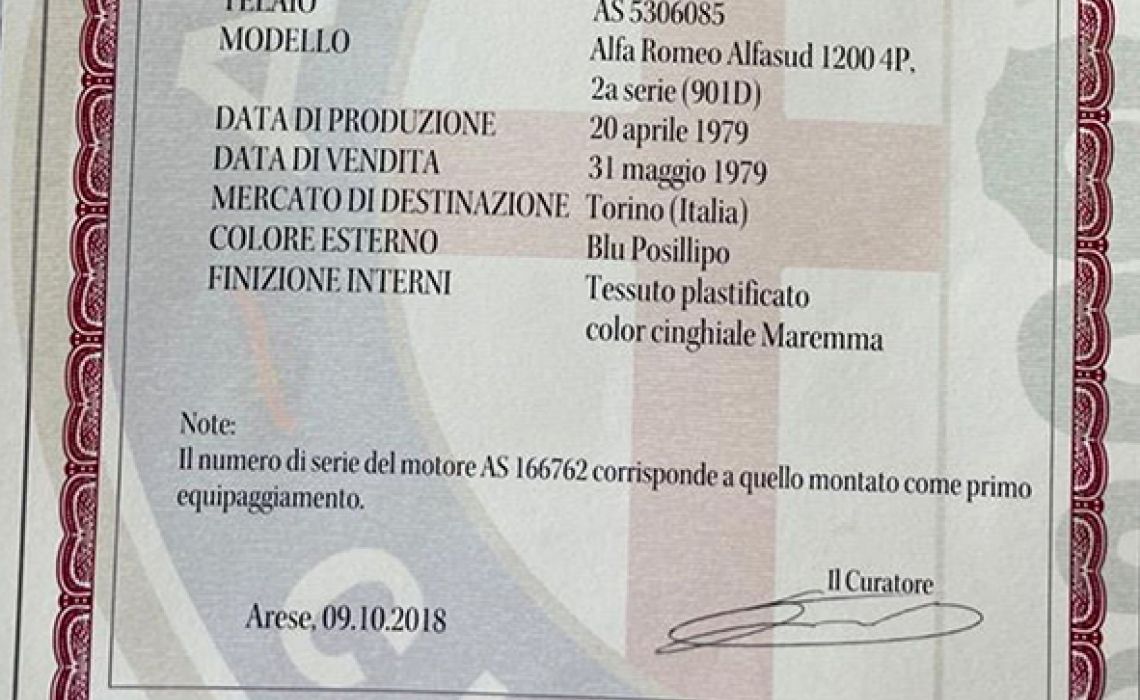 TELAIO AS 5306085
MODELLO Alfa Romeo Alfasud 1200 4P,
2a serie (901D)
DATA DI PRODUZIONE 20 aprile 1979
DATA DI VENDITA 31 maggio 1979
MERCATO DI DESTINAZIONE Torino (Italia)
COLORE ESTERNO Blu Posillipo
FINIZIONE INTERNI Tessuto plastificato
color cinghiale Maremma
Note:
Il numero di serie del motore AS 166762 corrisponde a quello montato come primo
equipaggiamento.
Il Curatore
Arese, 09.10.2018